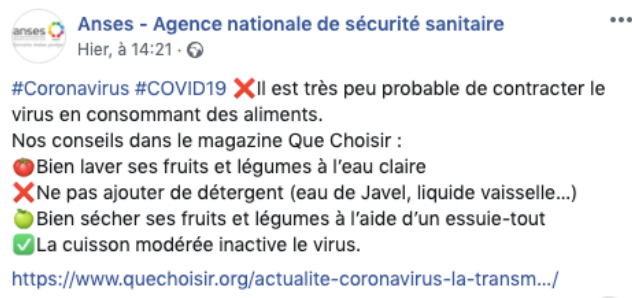 anses
Anses - Agence nationale de sécurité sanitaire
Hier, à 14:21 ·
#Coronavirus #COVID19 ❌Il est très peu probable de contracter le
virus en consommant des aliments.
Nos conseils dans le magazine Que Choisir :
🍅Bien laver ses fruits et légumes à l'eau claire
❌Ne pas ajouter de détergent (eau de Javel, liquide vaisselle...)
🍏Bien sécher ses fruits et légumes à l'aide d'un essuie-tout
✅La cuisson modérée inactive le virus.
https://www.quechoisir.org/actualite-coronavirus-la-transm.../